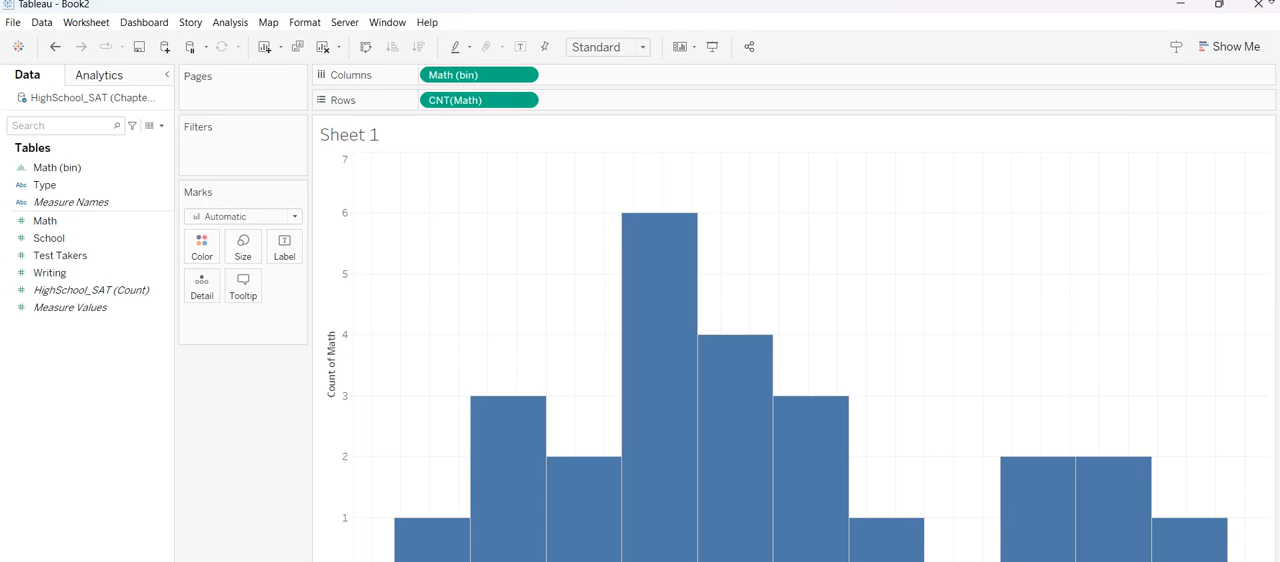 Tableau - Book2
File Data Worksheet Dashboard Story Analysis Map Format Server Window Help
Standard
Show Me
Data Analytics
HighSchool_SAT (Chapte...
Search
Tables
Math (bin)
Type
Measure Names
Math
School
Test Takers
Writing
HighSchool_SAT (Count)
Measure Values
Pages
Filters
Marks
Automatic
Color Size Label
Detail Tooltip
Columns Math (bin)
Rows CNT(Math)
Sheet 1
Count of Math
7
6
5
4
3
2
1